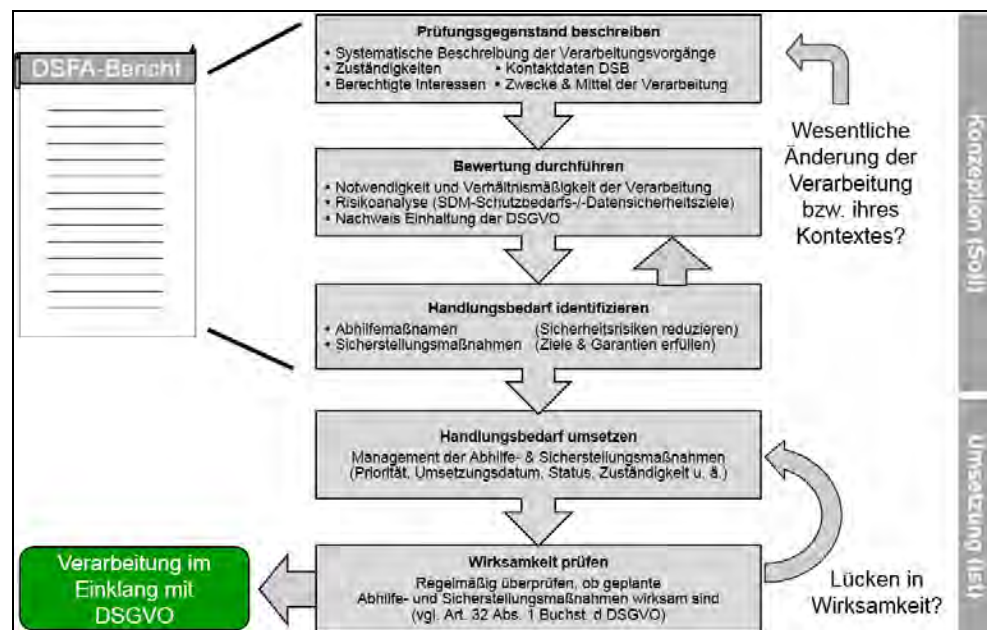 DSFA-Bericht
Prüfungsgegenstand beschreiben
• Systematische Beschreibung der Verarbeitungsvorgänge
• Zuständigkeiten • Kontaktdaten DSB
• Berechtigte Interessen • Zwecke & Mittel der Verarbeitung
Wesentliche
Änderung der
Verarbeitung
bzw. ihres
Kontextes?
Bewertung durchführen
• Notwendigkeit und Verhältnismäßigkeit der Verarbeitung
• Risikoanalyse (SDM-Schutzbedarfs-/-Datensicherheitsziele)
• Nachweis Einhaltung der DSGVO
Handlungsbedarf identifizieren
• Abhilfemaßnamen (Sicherheitsrisiken reduzieren)
• Sicherstellungsmaßnahmen (Ziele & Garantien erfüllen)
Konzeption (Soll)
Handlungsbedarf umsetzen
Management der Abhilfe- & Sicherstellungsmaßnahmen
(Priorität, Umsetzungsdatum, Status, Zuständigkeit u. ä.)
Wirksamkeit prüfen
Regelmäßig überprüfen, ob geplante
Abhilfe- und Sicherstellungsmaßnahmen wirksam sind
(vgl. Art. 32 Abs. 1 Buchst. d DSGVO)
Lücken in
Wirksamkeit?
Umsetzung (Ist)
Verarbeitung im
Einklang mit
DSGVO